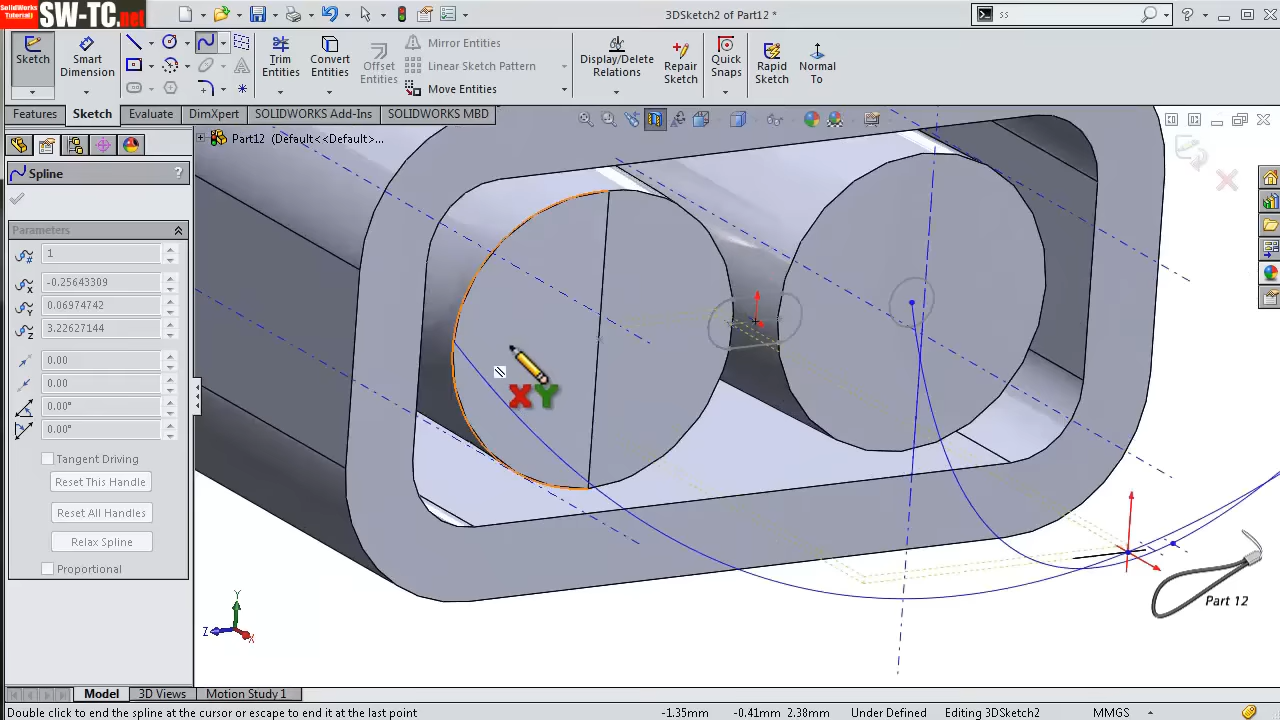 SolidWorks
Tutorial
SW-TC.net
3DSketch2 of Part12 *
ss
?
Sketch
Smart
Dimension
Trim
Entities
Convert
Entities
Offset
Entities
Mirror Entities
Linear Sketch Pattern
Move Entities
Display/Delete
Relations
Repair
Sketch
Quick
Snaps
Rapid
Sketch
Normal
To
Features
Sketch
Evaluate
DimXpert
SOLIDWORKS Add-Ins
SOLIDWORKS MBD
Part12 (Default<<Default>...
Spline
?
Parameters
1
-0.25643309
0.06974742
3.02627144
0.00
0.00
0.00°
0.00°
Tangent Driving
Reset This Handle
Reset All Handles
Relax Spline
Proportional
X Y
Y
Z
X
Part 12
Model
3D Views
Motion Study 1
Double click to end the spline at the cursor or escape to end it at the last point
-1.35mm
-0.41mm 2.38mm
Under Defined
Editing 3DSketch2
MMGS